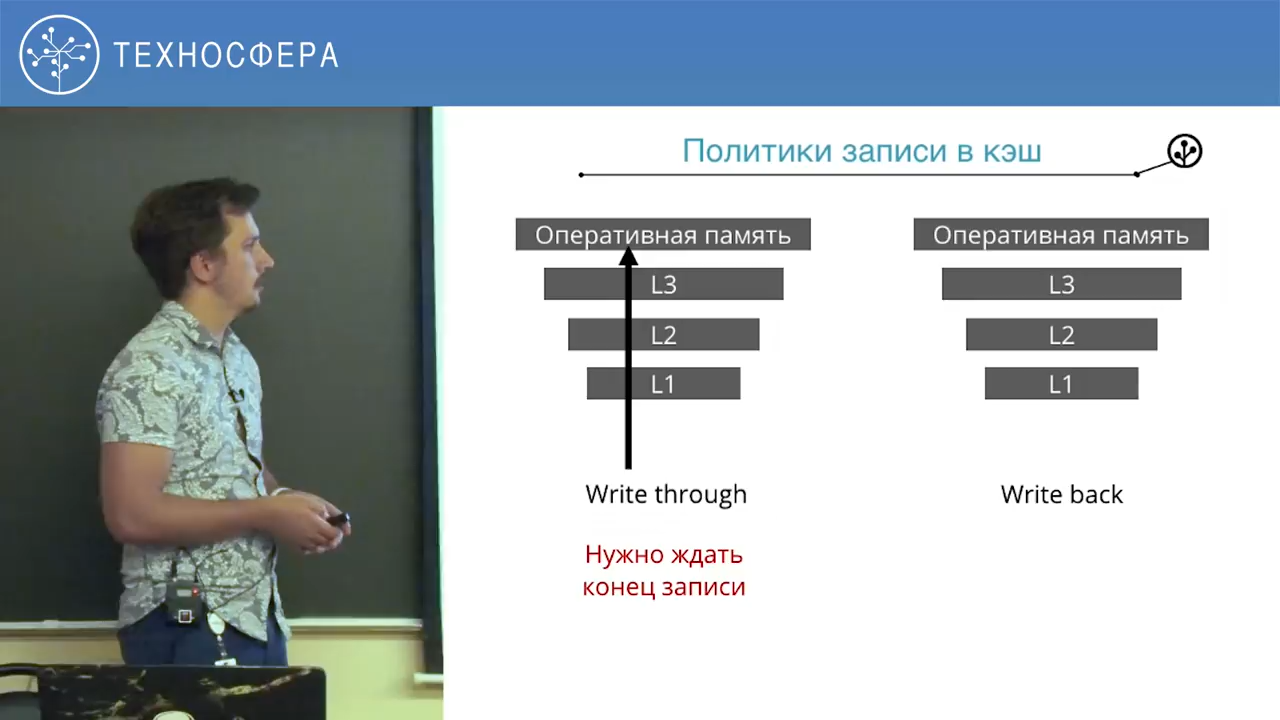 ТЕХНОСФЕРА
Политики записи в кэш
Оперативная память
L3
L2
L1
Write through
Нужно ждать
конец записи
Оперативная память
L3
L2
L1
Write back